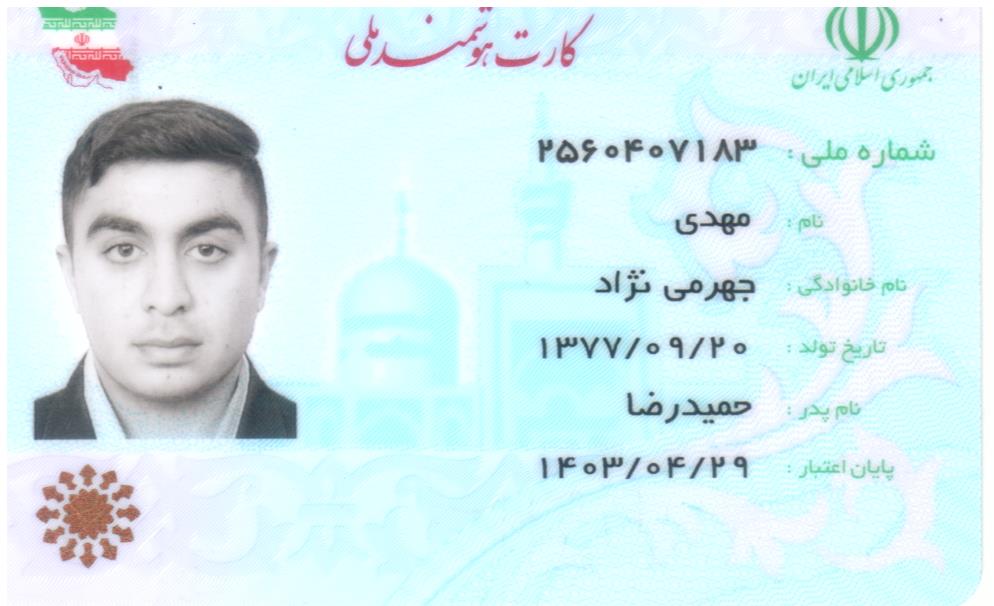 کارت هوشمند ملی
جمهوری اسلامی ایران
شماره ملی : ۲۵۶۰۴۰۷۱۸۳
نام : مهدی
نام خانوادگی : جهرمی نژاد
تاریخ تولد : ۱۳۷۷/۰۹/۲۰
نام پدر : حمیدرضا
پایان اعتبار : ۱۴۰۳/۰۴/۲۹